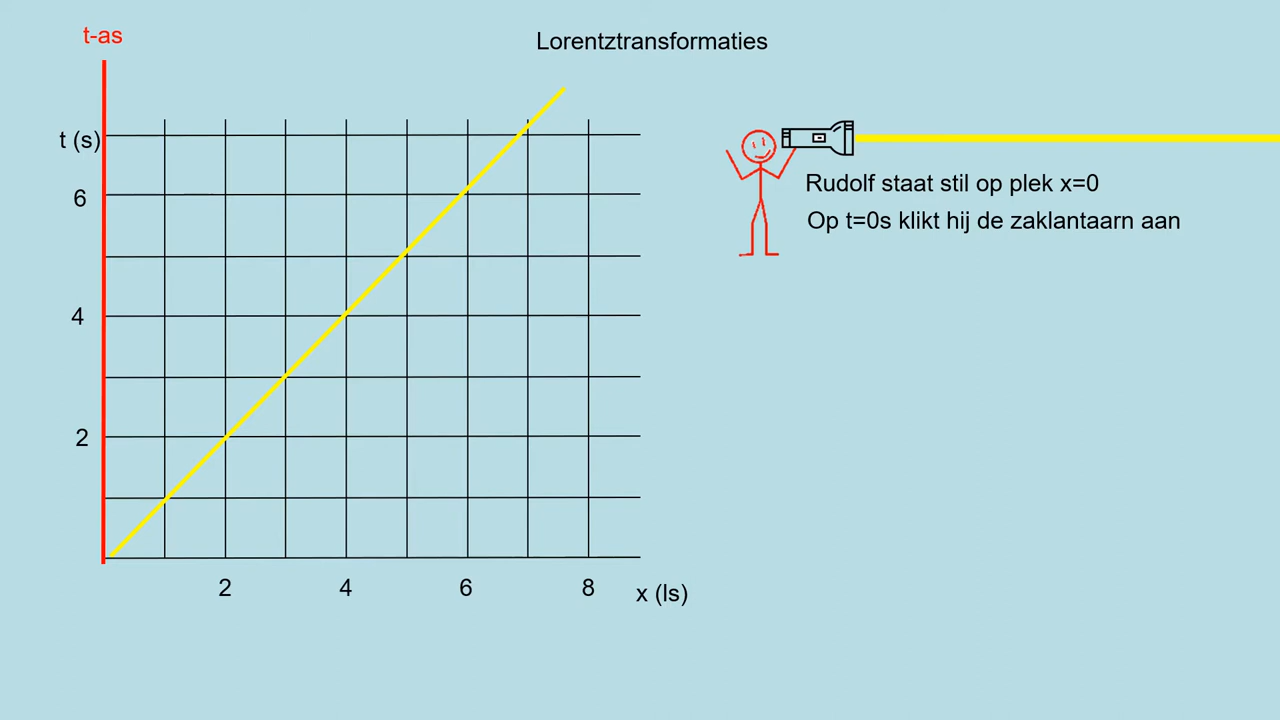 t-as
Lorentztransformaties
t (s)
Rudolf staat stil op plek x=0
Op t=0s klikt hij de zaklantaarn aan
6
4
2
2
4
6
8
x (ls)